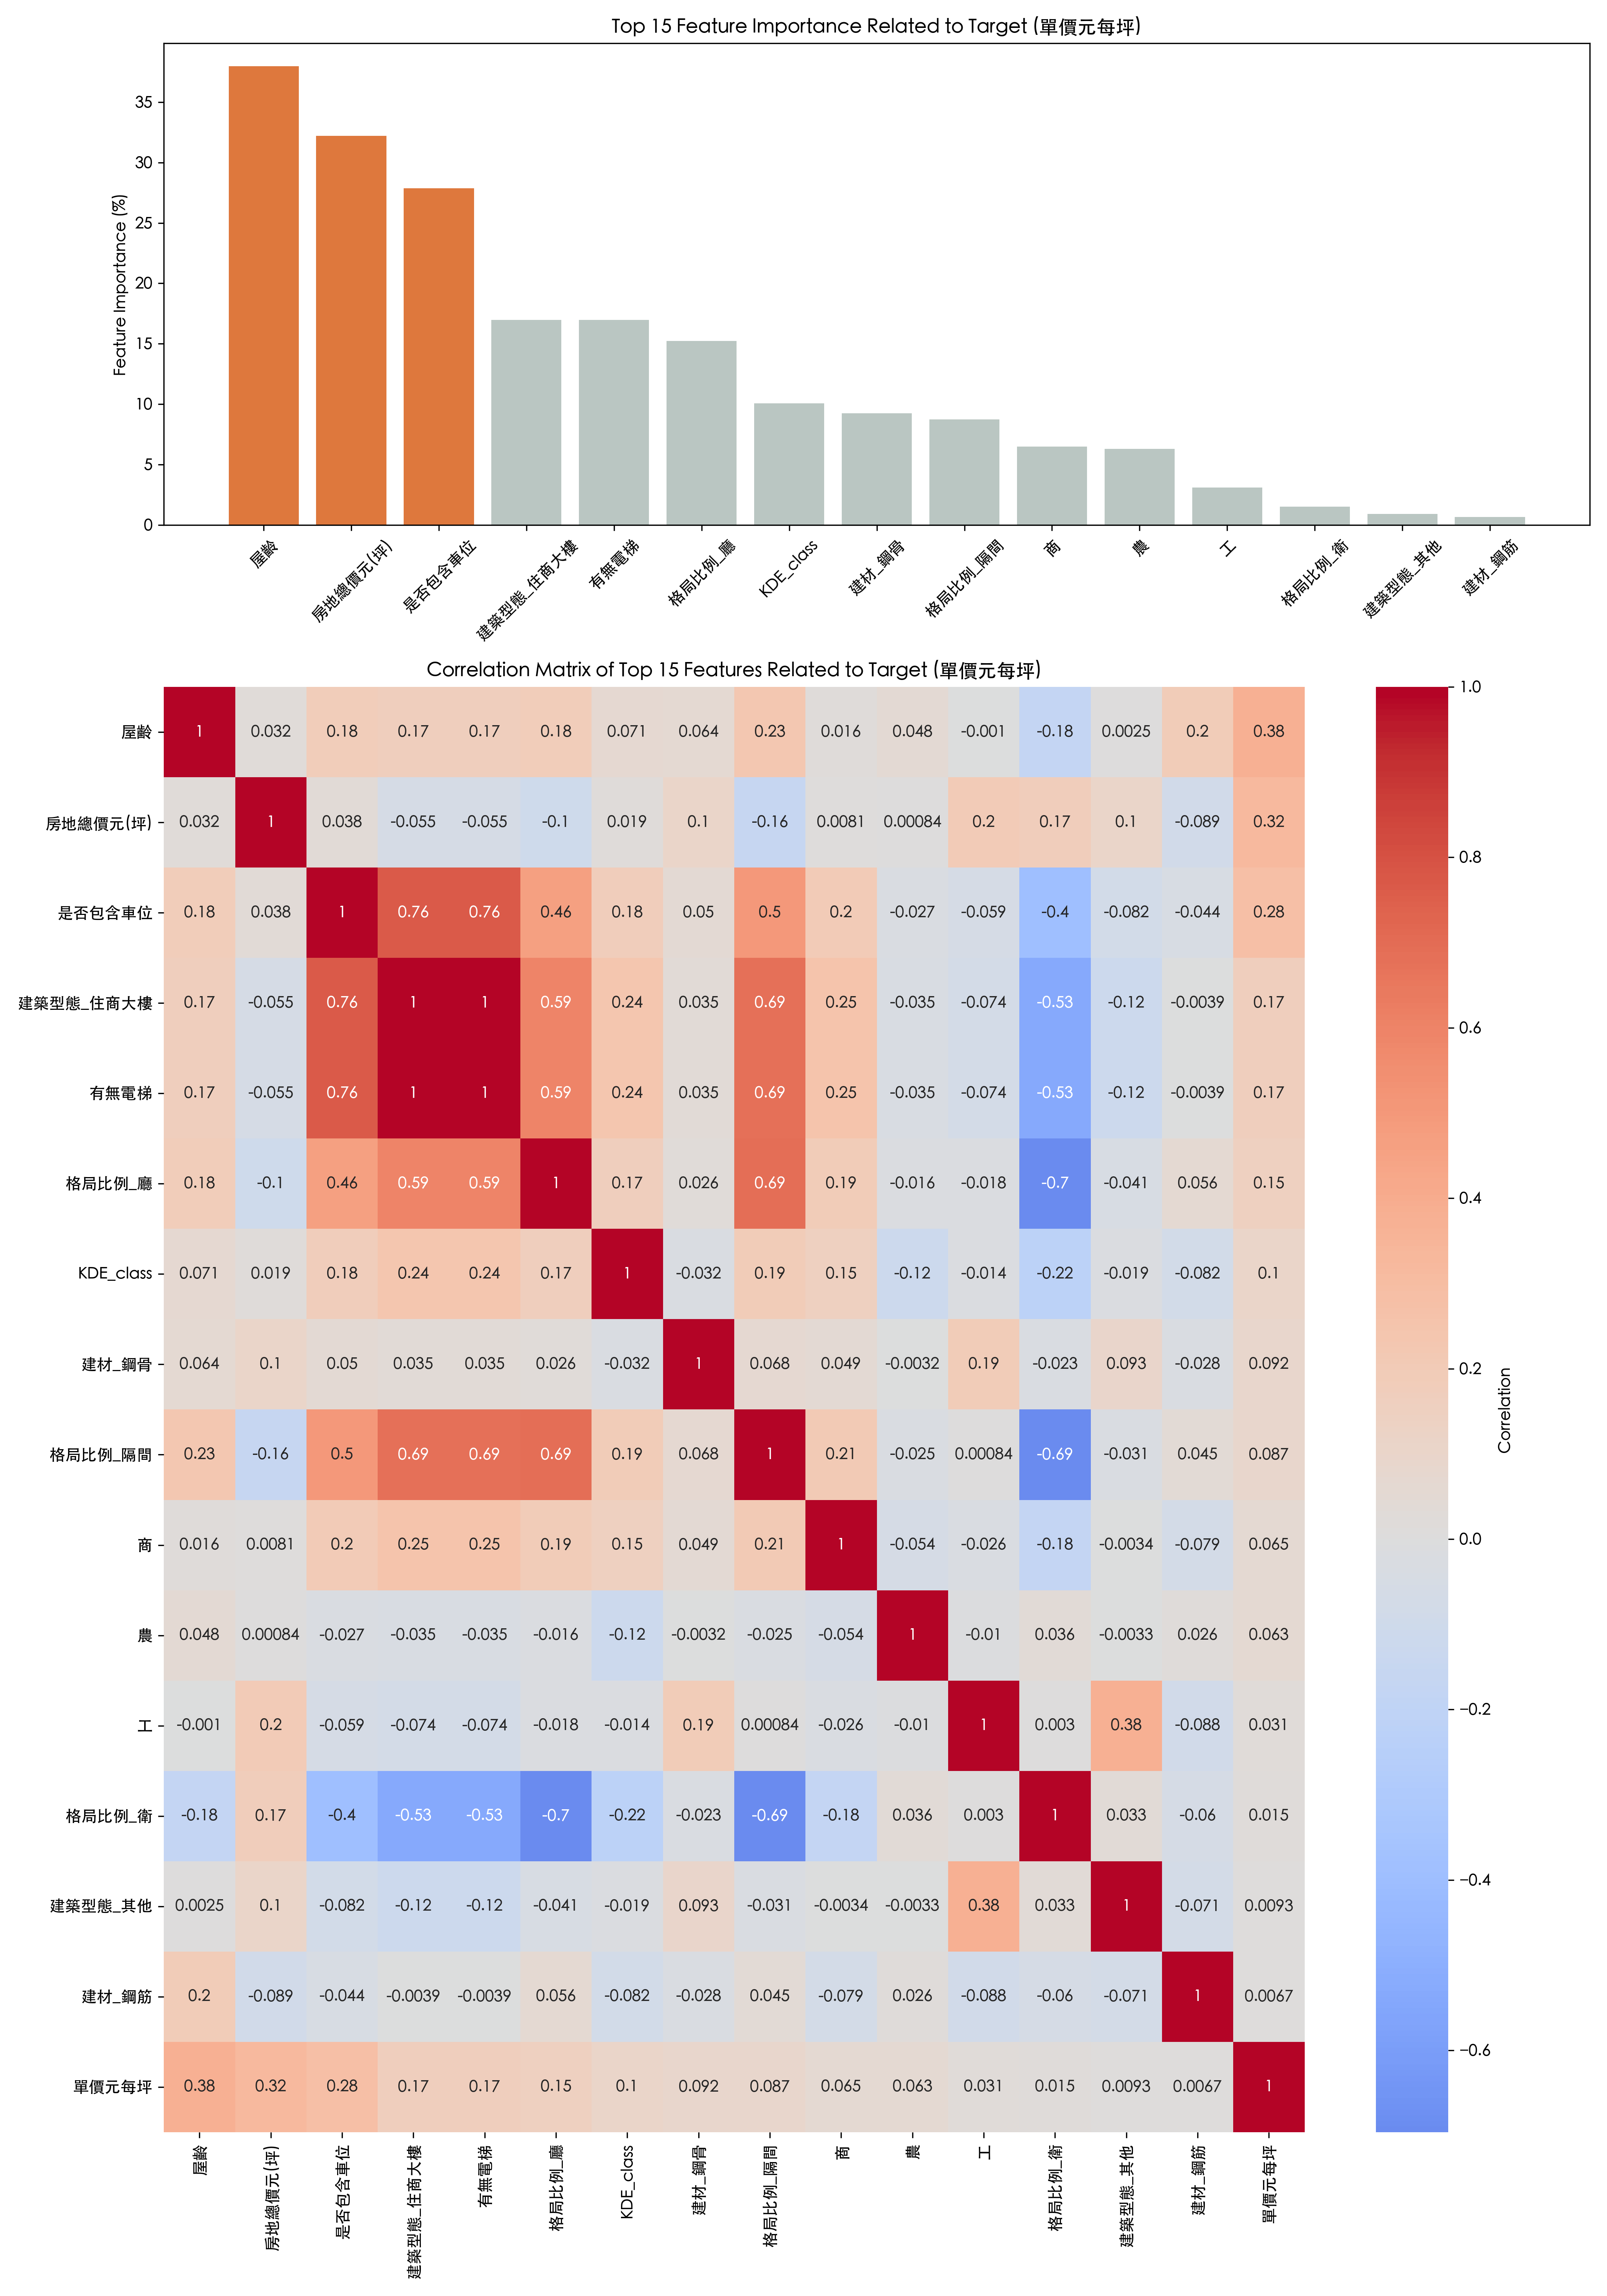 Top 15 Feature Importance Related to Target (單價元每坪)
Feature Importance (%)
35
30
25
20
15
10
5
0
屋齡
房地總價元(坪)
是否包含車位
建築型態_住商大樓
有無電梯
格局比例_廳
KDE_class
建材_鋼骨
格局比例_隔間
商
農
工
格局比例_衛
建築型態_其他
建材_鋼筋
Correlation Matrix of Top 15 Features Related to Target (單價元每坪)
屋齡 1 0.032 0.18 0.17 0.17 0.18 0.071 0.064 0.23 0.016 0.048 -0.001 -0.18 0.0025 0.2 0.38
房地總價元(坪) 0.032 1 0.038 -0.055 -0.055 -0.1 0.019 0.1 -0.16 0.0081 0.00084 0.2 0.17 0.1 -0.089 0.32
是否包含車位 0.18 0.038 1 0.76 0.76 0.46 0.18 0.05 0.5 0.2 -0.027 -0.059 -0.4 -0.082 -0.044 0.28
建築型態_住商大樓 0.17 -0.055 0.76 1 1 0.59 0.24 0.035 0.69 0.25 -0.035 -0.074 -0.53 -0.12 -0.0039 0.17
有無電梯 0.17 -0.055 0.76 1 1 0.59 0.24 0.035 0.69 0.25 -0.035 -0.074 -0.53 -0.12 -0.0039 0.17
格局比例_廳 0.18 -0.1 0.46 0.59 0.59 1 0.17 0.026 0.69 0.19 -0.016 -0.018 -0.7 -0.041 0.056 0.15
KDE_class 0.071 0.019 0.18 0.24 0.24 0.17 1 -0.032 0.19 0.15 -0.12 -0.014 -0.22 -0.019 -0.082 0.1
建材_鋼骨 0.064 0.1 0.05 0.035 0.035 0.026 -0.032 1 0.068 0.049 -0.0032 0.19 -0.023 0.093 -0.028 0.092
格局比例_隔間 0.23 -0.16 0.5 0.69 0.69 0.69 0.19 0.068 1 0.21 -0.025 0.00084 -0.69 -0.031 0.045 0.087
商 0.016 0.0081 0.2 0.25 0.25 0.19 0.15 0.049 0.21 1 -0.054 -0.026 -0.18 -0.0034 -0.079 0.065
農 0.048 0.00084 -0.027 -0.035 -0.035 -0.016 -0.12 -0.0032 -0.025 -0.054 1 -0.01 0.036 -0.0033 0.026 0.063
工 -0.001 0.2 -0.059 -0.074 -0.074 -0.018 -0.014 0.19 0.00084 -0.026 -0.01 1 0.003 0.38 -0.088 0.031
格局比例_衛 -0.18 0.17 -0.4 -0.53 -0.53 -0.7 -0.22 -0.023 -0.69 -0.18 0.036 0.003 1 0.033 -0.06 0.015
建築型態_其他 0.0025 0.1 -0.082 -0.12 -0.12 -0.041 -0.019 0.093 -0.031 -0.0034 -0.0033 0.38 0.033 1 -0.071 0.0093
建材_鋼筋 0.2 -0.089 -0.044 -0.0039 -0.0039 0.056 -0.082 -0.028 0.045 -0.079 0.026 -0.088 -0.06 -0.071 1 0.0067
單價元每坪 0.38 0.32 0.28 0.17 0.17 0.15 0.1 0.092 0.087 0.065 0.063 0.031 0.015 0.0093 0.0067 1
屋齡
房地總價元(坪)
是否包含車位
建築型態_住商大樓
有無電梯
格局比例_廳
KDE_class
建材_鋼骨
格局比例_隔間
商
農
工
格局比例_衛
建築型態_其他
建材_鋼筋
單價元每坪
1.0
0.8
0.6
0.4
0.2
0.0
−0.2
−0.4
−0.6
Correlation